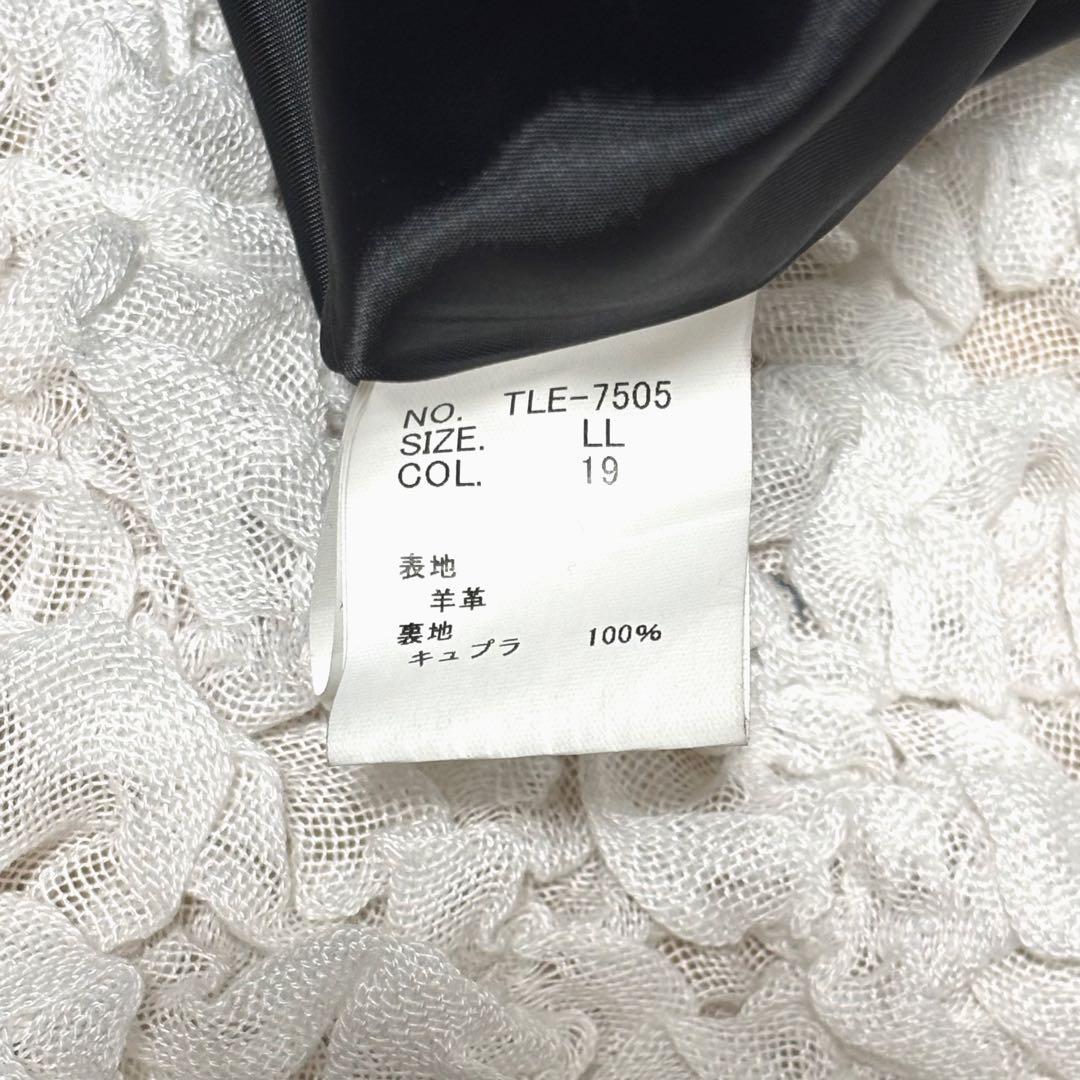 NO. TLE-7505
SIZE. LL
COL. 19
表地
羊革
裏地
キュプラ 100%